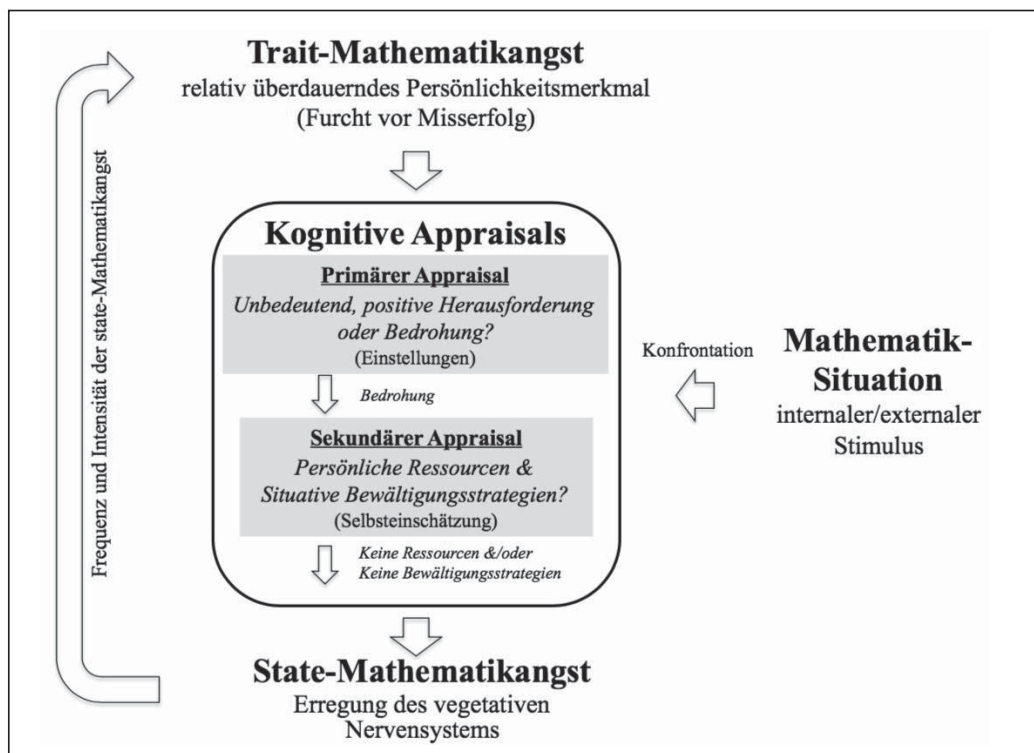 Trait-Mathematikangst
relativ überdauerndes Persönlichkeitsmerkmal
(Furcht vor Misserfolg)
Frequenz und Intensität der state-Mathematikangst
Kognitive Appraisals
Primärer Appraisal
Unbedeutend, positive Herausforderung
oder Bedrohung?
(Einstellungen)
Bedrohung
Sekundärer Appraisal
Persönliche Ressourcen &
Situative Bewältigungsstrategien?
(Selbsteinschätzung)
Keine Ressourcen &/oder
Keine Bewältigungsstrategien
Konfrontation
Mathematik-
Situation
internaler/externaler
Stimulus
State-Mathematikangst
Erregung des vegetativen
Nervensystems